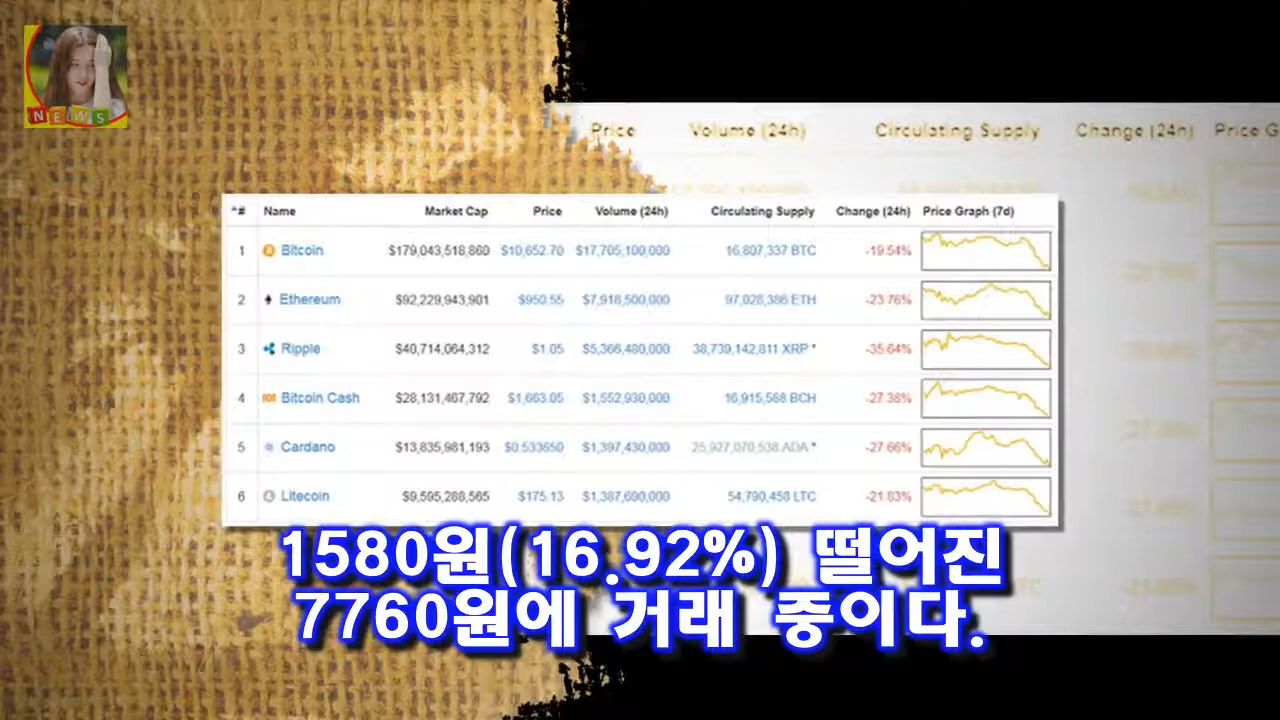 NEWS
Price Volume (24h) Circulating Supply Change (24h) Price G
# Name Market Cap Price Volume (24h) Circulating Supply Change (24h) Price Graph (7d)
1 Bitcoin $179,043,518,860 $10,652.70 $17,705,100,000 16,807,337 BTC -19.54%
2 Ethereum $92,229,943,901 $950.55 $7,918,500,000 97,028,386 ETH -23.76%
3 Ripple $40,714,064,312 $1.05 $5,366,480,000 38,739,142,811 XRP * -35.64%
4 Bitcoin Cash $28,131,467,792 $1,663.05 $1,552,930,000 16,915,568 BCH -27.38%
5 Cardano $13,835,981,193 $0.533650 $1,397,430,000 25,927,070,538 ADA * -27.66%
6 Litecoin $9,595,288,565 $175.13 $1,387,690,000 54,790,458 LTC -21.83%
1580원(16.92%) 떨어진
7760원에 거래 중이다.